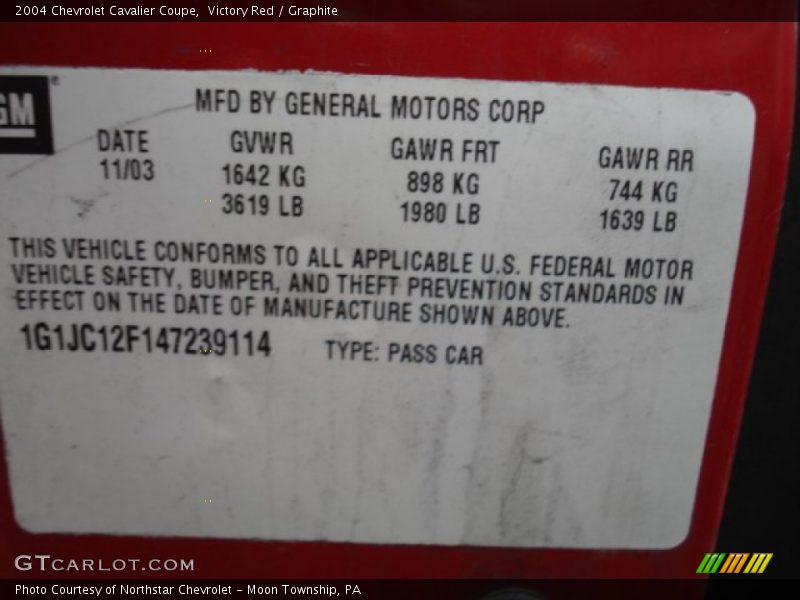 2004 Chevrolet Cavalier Coupe,  Victory Red / Graphite
GM
MFD BY GENERAL MOTORS CORP
DATE GVWR GAWR FRT GAWR RR
11/03 1642 KG 898 KG 744 KG
3619 LB 1980 LB 1639 LB
THIS VEHICLE CONFORMS TO ALL APPLICABLE U.S. FEDERAL MOTOR
VEHICLE SAFETY, BUMPER, AND THEFT PREVENTION STANDARDS IN
EFFECT ON THE DATE OF MANUFACTURE SHOWN ABOVE.
1G1JC12F147239114 TYPE: PASS CAR
GTCARLOT.COM
Photo Courtesy of Northstar Chevrolet - Moon Township, PA